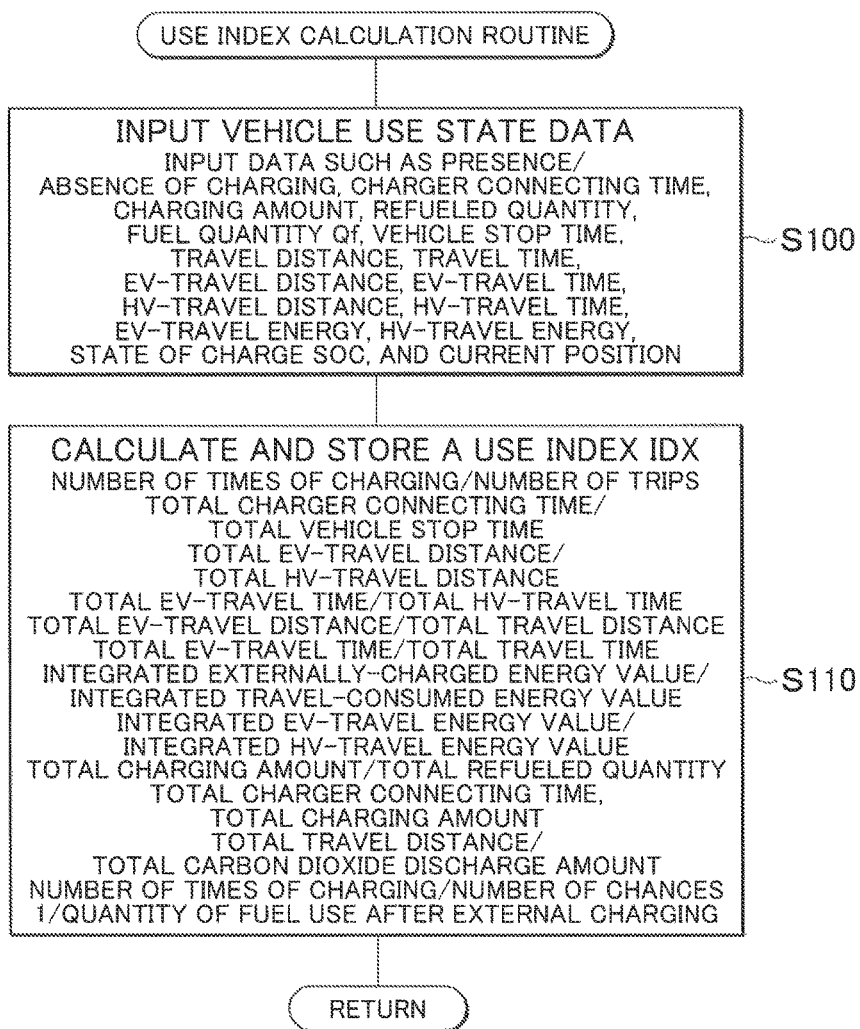 USE INDEX CALCULATION ROUTINE
INPUT VEHICLE USE STATE DATA
INPUT DATA SUCH AS PRESENCE/
ABSENCE OF CHARGING, CHARGER CONNECTING TIME,
CHARGING AMOUNT, REFUELED QUANTITY,
FUEL QUANTITY Qf, VEHICLE STOP TIME,
TRAVEL DISTANCE, TRAVEL TIME,
EV-TRAVEL DISTANCE, EV-TRAVEL TIME,
HV-TRAVEL DISTANCE, HV-TRAVEL TIME,
EV-TRAVEL ENERGY, HV-TRAVEL ENERGY,
STATE OF CHARGE SOC, AND CURRENT POSITION
S100
CALCULATE AND STORE A USE INDEX IDX
NUMBER OF TIMES OF CHARGING/NUMBER OF TRIPS
TOTAL CHARGER CONNECTING TIME/
TOTAL VEHICLE STOP TIME
TOTAL EV-TRAVEL DISTANCE/
TOTAL HV-TRAVEL DISTANCE
TOTAL EV-TRAVEL TIME/TOTAL HV-TRAVEL TIME
TOTAL EV-TRAVEL DISTANCE/TOTAL TRAVEL DISTANCE
TOTAL EV-TRAVEL TIME/TOTAL TRAVEL TIME
INTEGRATED EXTERNALLY-CHARGED ENERGY VALUE/
INTEGRATED TRAVEL-CONSUMED ENERGY VALUE
INTEGRATED EV-TRAVEL ENERGY VALUE/
INTEGRATED HV-TRAVEL ENERGY VALUE
TOTAL CHARGING AMOUNT/TOTAL REFUELED QUANTITY
TOTAL CHARGER CONNECTING TIME,
TOTAL CHARGING AMOUNT
TOTAL TRAVEL DISTANCE/
TOTAL CARBON DIOXIDE DISCHARGE AMOUNT
NUMBER OF TIMES OF CHARGING/NUMBER OF CHANCES
1/QUANTITY OF FUEL USE AFTER EXTERNAL CHARGING
S110
RETURN